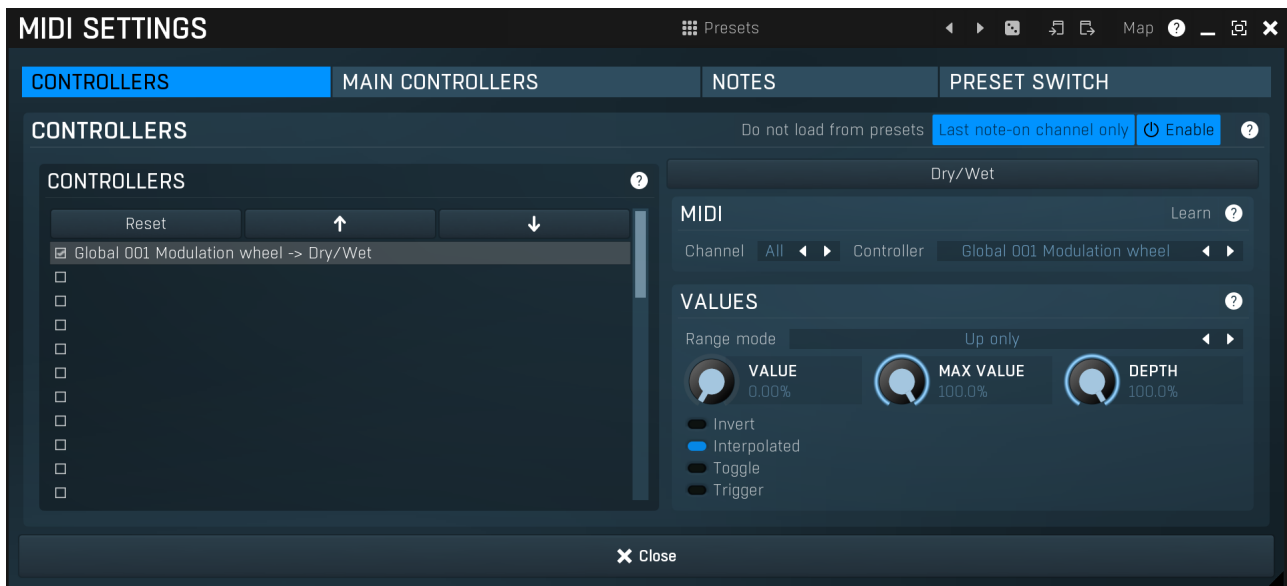 MIDI SETTINGS Presets Map ?
CONTROLLERS MAIN CONTROLLERS NOTES PRESET SWITCH
CONTROLLERS Do not load from presets Last note-on channel only Enable ?
CONTROLLERS ?
Reset ↑ ↓
Global 001 Modulation wheel -> Dry/Wet
Dry/Wet
MIDI Learn ?
Channel All Controller Global 001 Modulation wheel
VALUES ?
Range mode Up only
VALUE MAX VALUE DEPTH
0.00% 100.0% 100.0%
Invert
Interpolated
Toggle
Trigger
Close